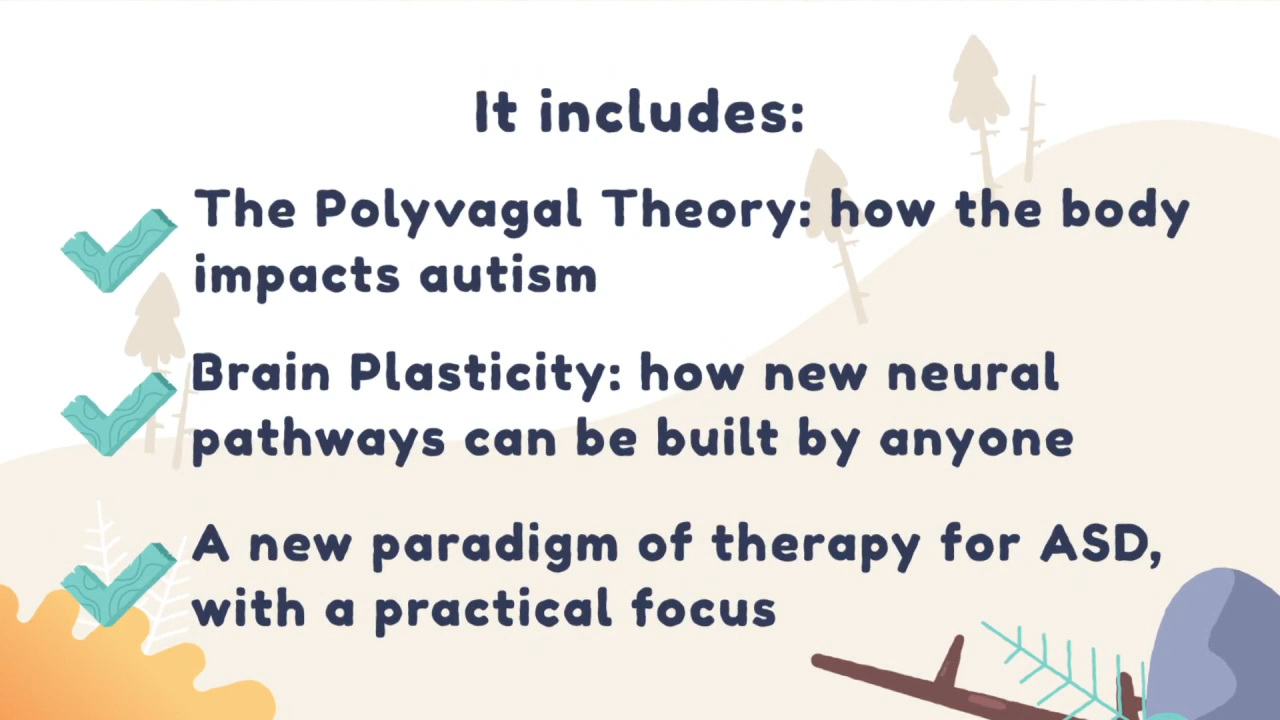 It includes:
The Polyvagal Theory: how the body
impacts autism
Brain Plasticity: how new neural
pathways can be built by anyone
A new paradigm of therapy for ASD,
with a practical focus